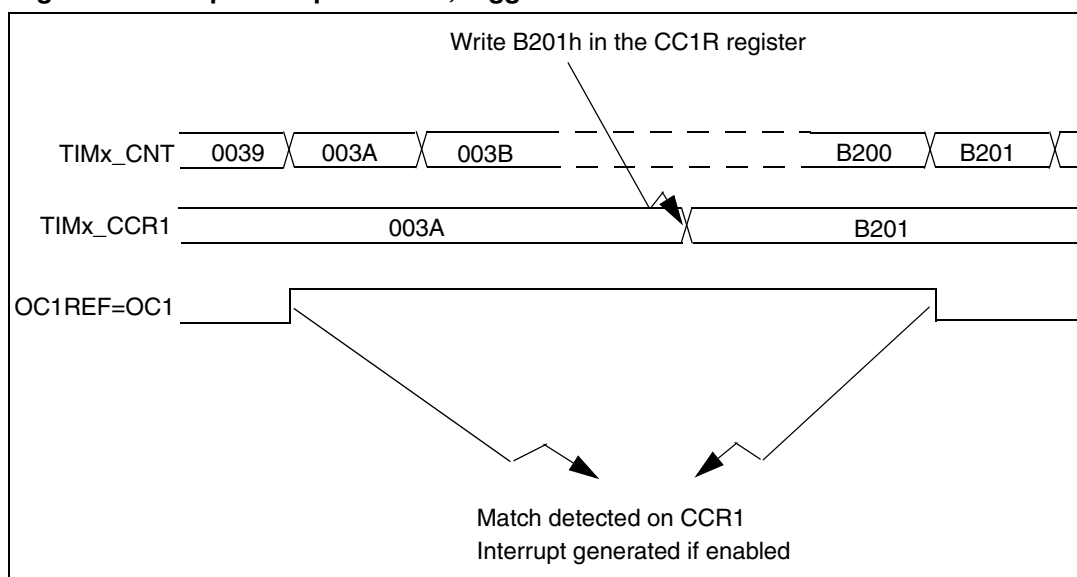 Write B201h in the CC1R register
TIMx_CNT 0039 003A 003B B200 B201
TIMx_CCR1 003A B201
OC1REF=OC1
Match detected on CCR1
Interrupt generated if enabled